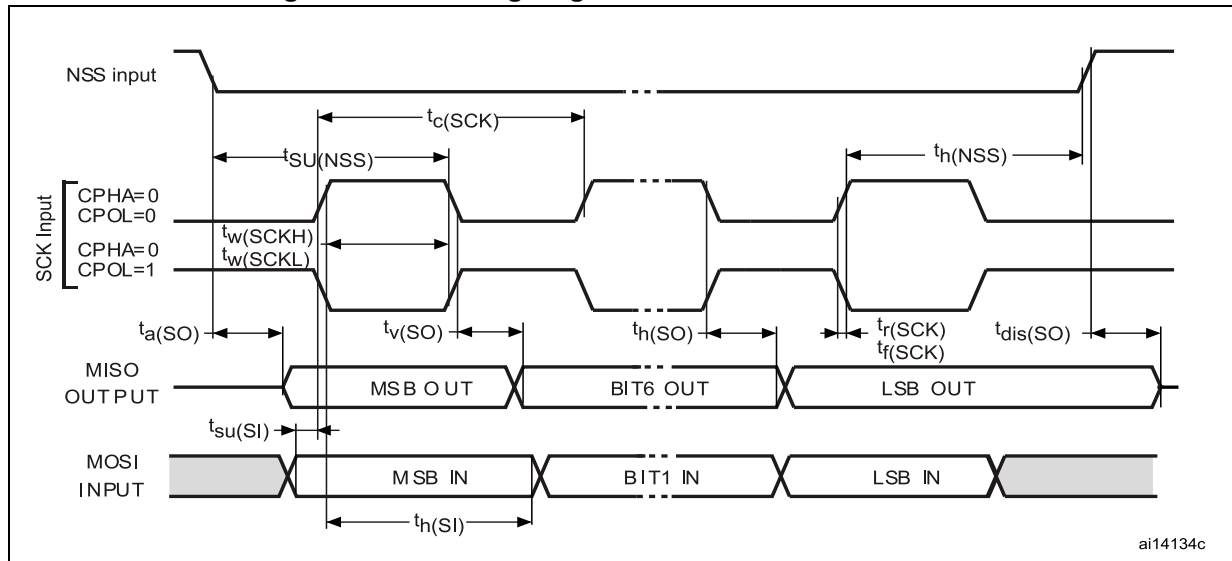 NSS input
tc(SCK)
tSU(NSS)
th(NSS)
SCK Input
CPHA=0
CPOL=0
tw(SCKH)
CPHA=0
tw(SCKL)
CPOL=1
ta(SO)
tv(SO)
th(SO)
tr(SCK)
tf(SCK)
tdis(SO)
MISO
OUTPUT
MSB OUT
BIT6 OUT
LSB OUT
tsu(SI)
MOSI
INPUT
MSB IN
BIT1 IN
LSB IN
th(SI)
ai14134c